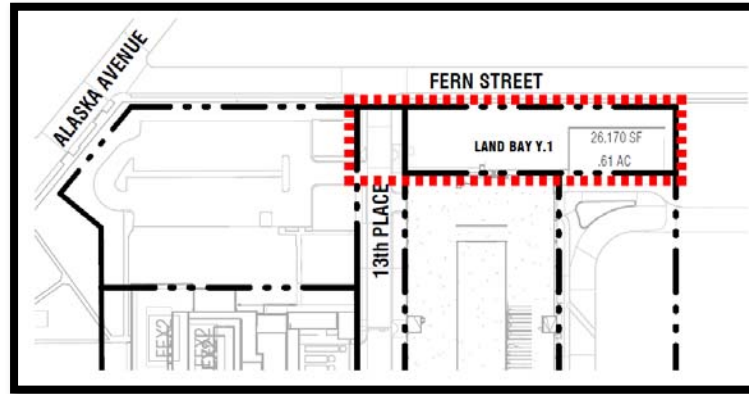 ALASKA AVENUE
FERN STREET
LAND BAY Y.1
26,170 SF
.61 AC
13th PLACE